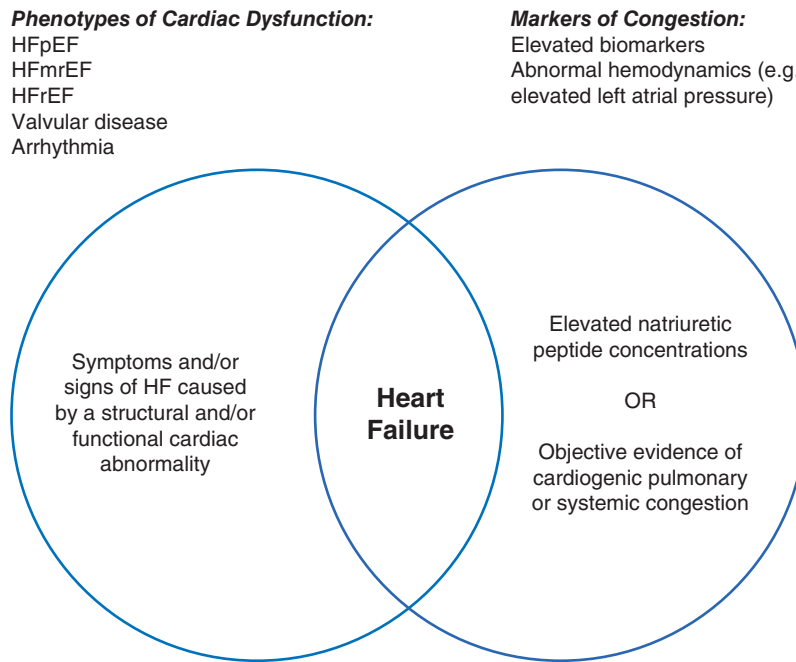 Phenotypes of Cardiac Dysfunction:
HFpEF
HFmrEF
HFrEF
Valvular disease
Arrhythmia
Markers of Congestion:
Elevated biomarkers
Abnormal hemodynamics (e.g.
elevated left atrial pressure)
Symptoms and/or
signs of HF caused
by a structural and/or
functional cardiac
abnormality
Heart
Failure
Elevated natriuretic
peptide concentrations
OR
Objective evidence of
cardiogenic pulmonary
or systemic congestion